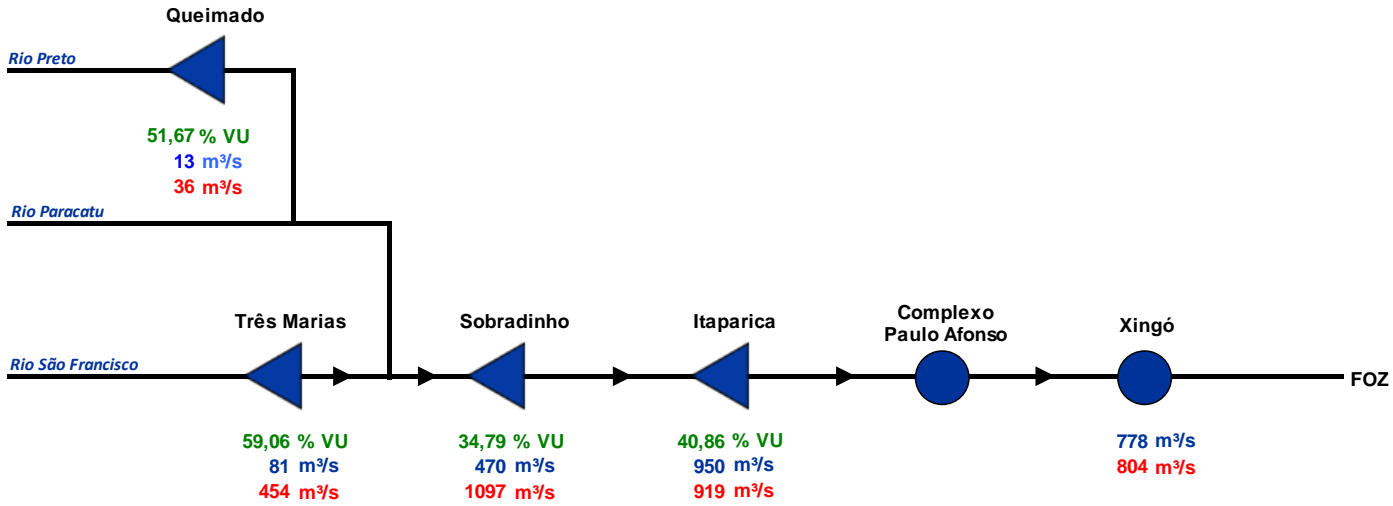 Queimado
Rio Preto
51,67 % VU
13 m³/s
36 m³/s
Rio Paracatu
Três Marias
Sobradinho
Itaparica
Complexo
Paulo Afonso
Xingó
Rio São Francisco
FOZ
59,06 % VU
81 m³/s
454 m³/s
34,79 % VU
470 m³/s
1097 m³/s
40,86 % VU
950 m³/s
919 m³/s
778 m³/s
804 m³/s